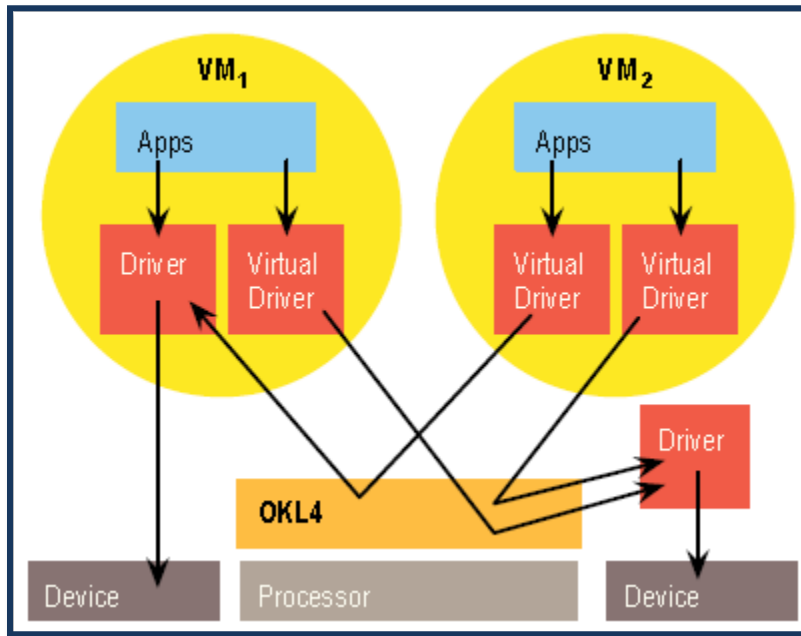 VM1
VM2
Apps
Apps
Driver
Virtual
Driver
Virtual
Driver
Virtual
Driver
Driver
OKL4
Device
Processor
Device